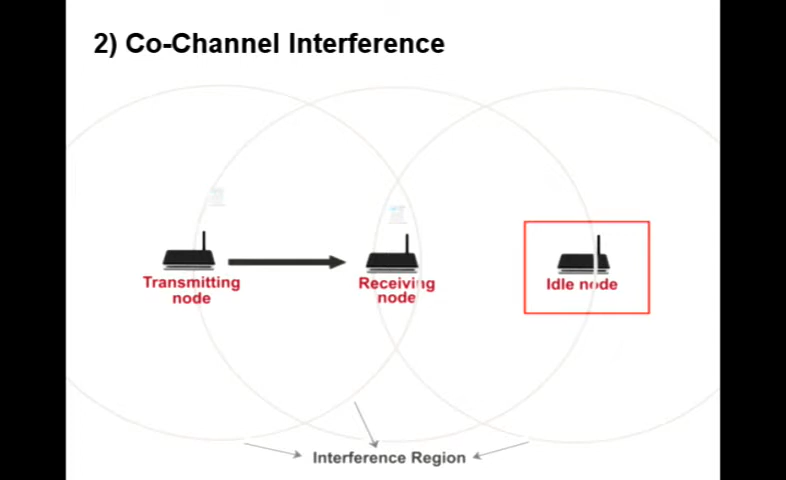 2) Co-Channel Interference
Transmitting
node
Receiving
node
Idle node
Interference Region